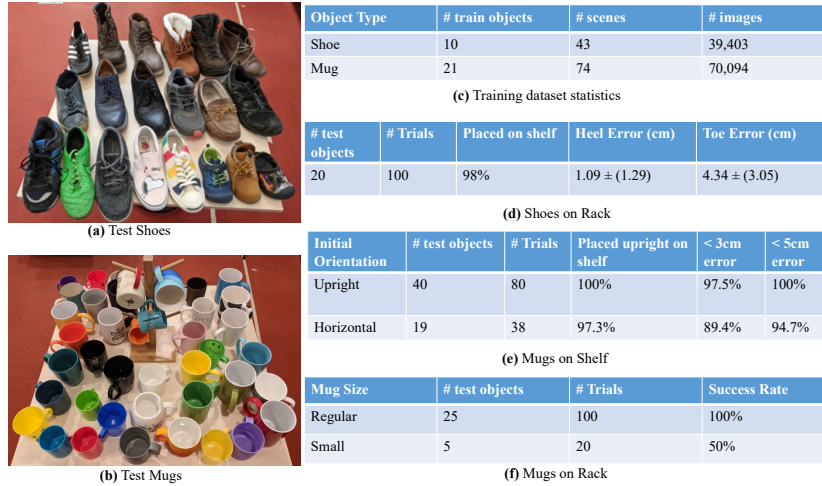 (a) Test Shoes
(b) Test Mugs
Object Type # train objects # scenes # images
Shoe 10 43 39,403
Mug 21 74 70,094
(c) Training dataset statistics
# test # Trials Placed on shelf Heel Error (cm) Toe Error (cm)
objects
20 100 98% 1.09 ± (1.29) 4.34 ± (3.05)
(d) Shoes on Rack
Initial # test objects # Trials Placed upright on < 3cm < 5cm
Orientation shelf error error
Upright 40 80 100% 97.5% 100%
Horizontal 19 38 97.3% 89.4% 94.7%
(e) Mugs on Shelf
Mug Size # test objects # Trials Success Rate
Regular 25 100 100%
Small 5 20 50%
(f) Mugs on Rack